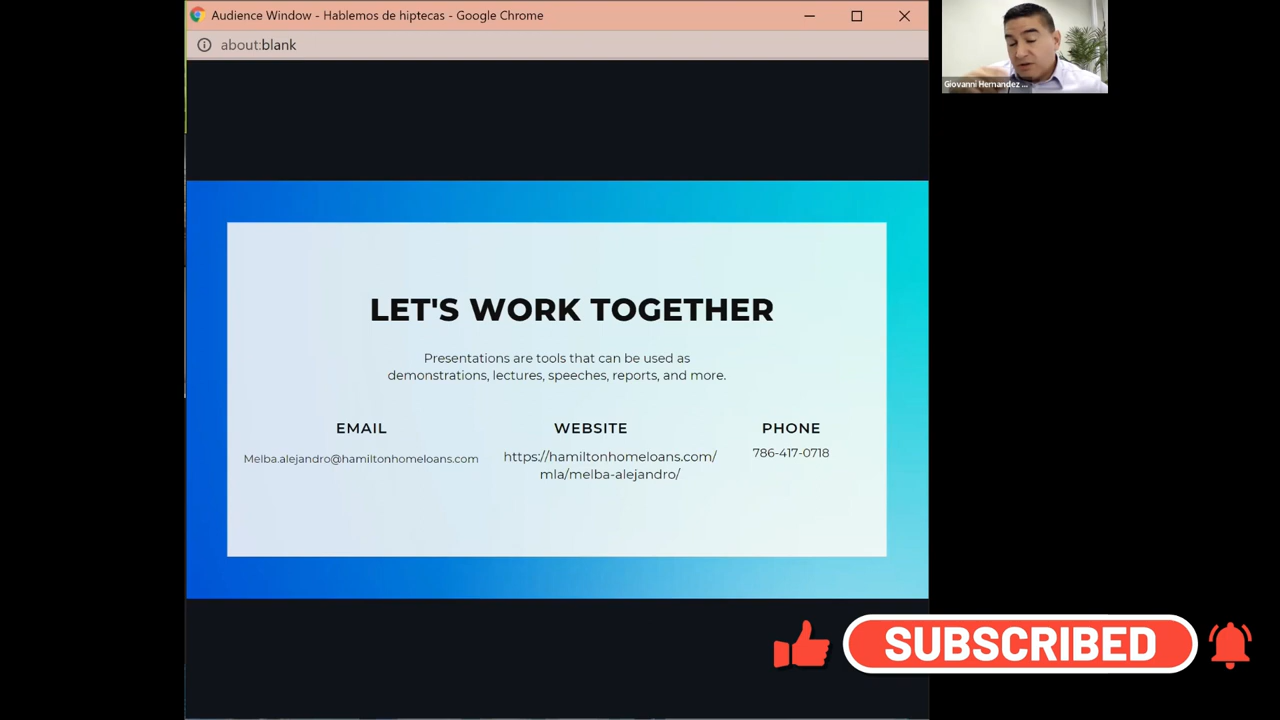 Audience Window - Hablemos de hiptecas - Google Chrome
about:blank
Giovanni Hernandez ...
LET'S WORK TOGETHER
Presentations are tools that can be used as
demonstrations, lectures, speeches, reports, and more.
EMAIL
Melba.alejandro@hamiltonhomeloans.com
WEBSITE
https://hamiltonhomeloans.com/
mla/melba-alejandro/
PHONE
786-417-0718
SUBSCRIBED